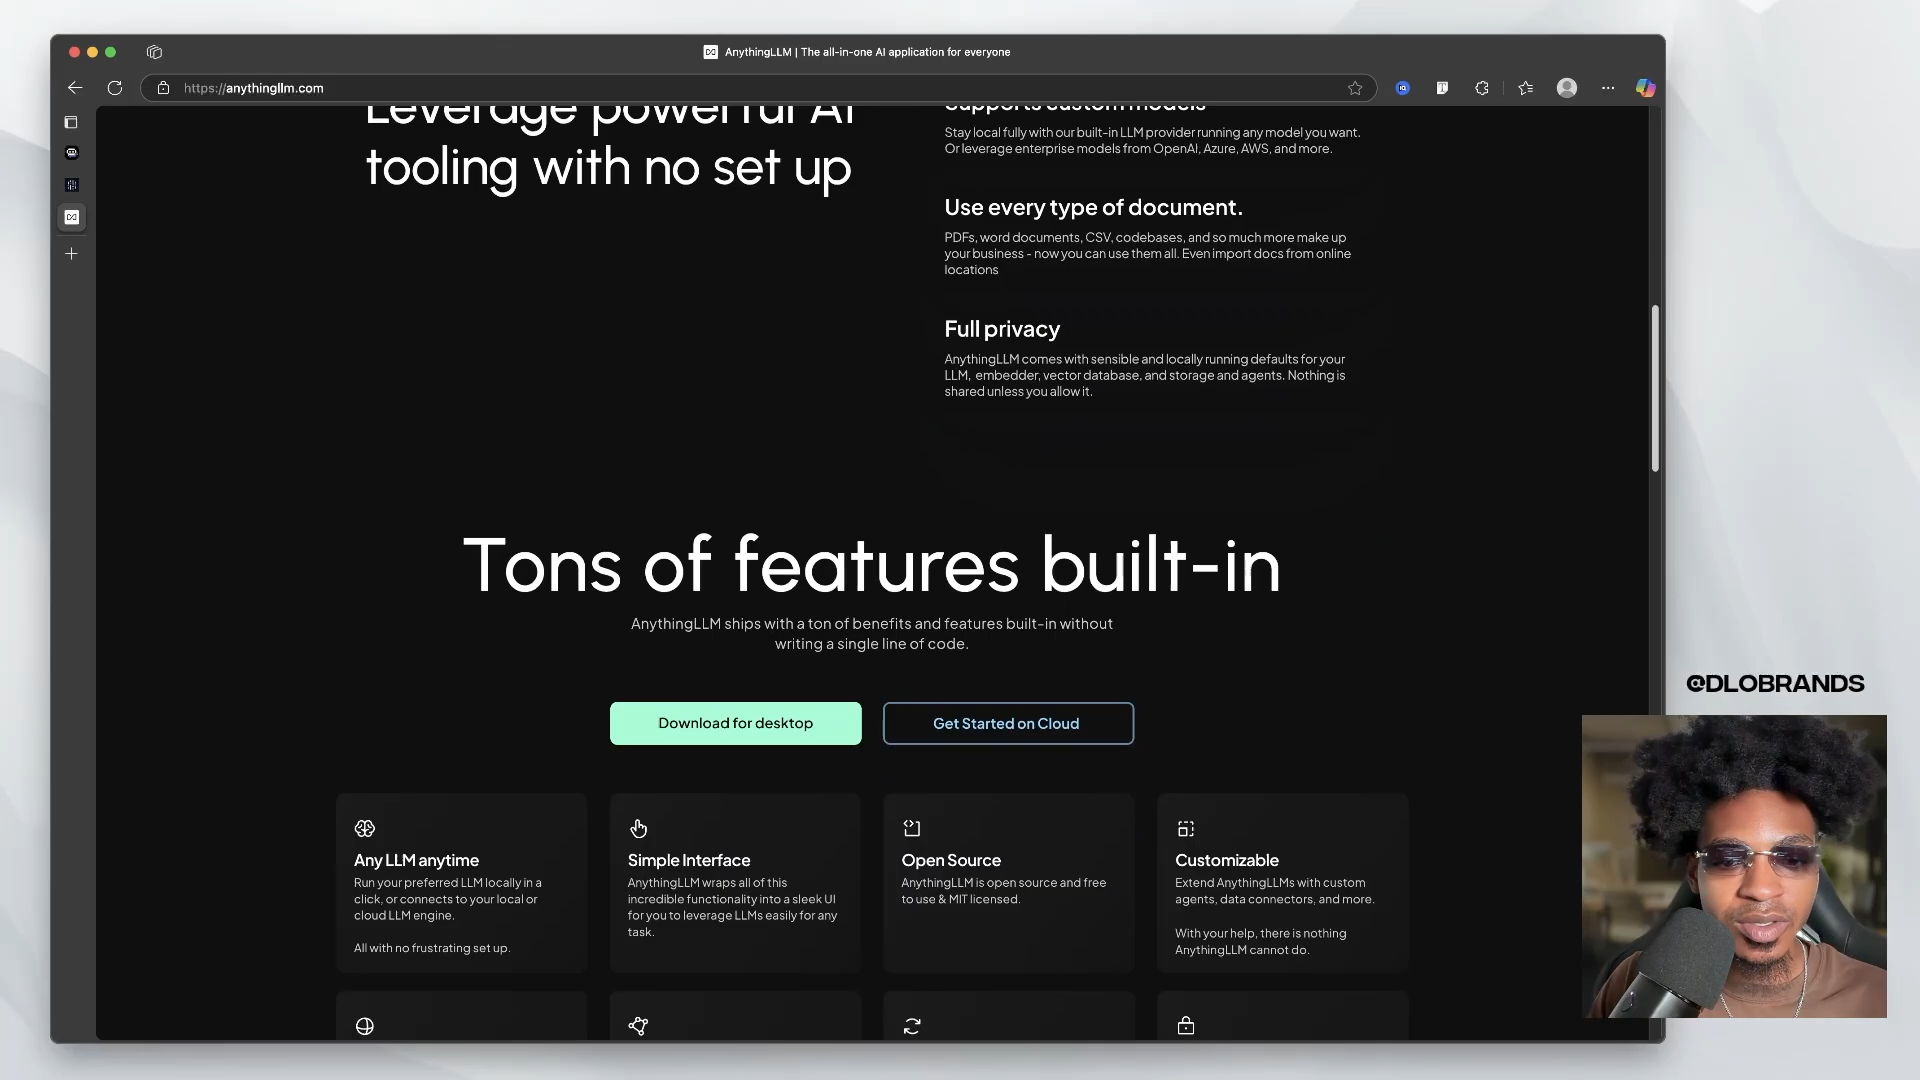 AnythingLLM | The all-in-one AI application for everyone
https://anythingllm.com
Leverage powerful AI
tooling with no set up
Supports custom models
Stay local fully with our built-in LLM provider running any model you want.
Or leverage enterprise models from OpenAI, Azure, AWS, and more.
Use every type of document.
PDFs, word documents, CSV, codebases, and so much more make up
your business - now you can use them all. Even import docs from online
locations
Full privacy
AnythingLLM comes with sensible and locally running defaults for your
LLM, embedder, vector database, and storage and agents. Nothing is
shared unless you allow it.
Tons of features built-in
AnythingLLM ships with a ton of benefits and features built-in without
writing a single line of code.
Download for desktop
Get Started on Cloud
Any LLM anytime
Run your preferred LLM locally in a
click, or connects to your local or
cloud LLM engine.
All with no frustrating set up.
Simple Interface
AnythingLLM wraps all of this
incredible functionality into a sleek UI
for you to leverage LLMs easily for any
task.
Open Source
AnythingLLM is open source and free
to use & MIT licensed.
Customizable
Extend AnythingLLMs with custom
agents, data connectors, and more.
With your help, there is nothing
AnythingLLM cannot do.
@DLOBRANDS